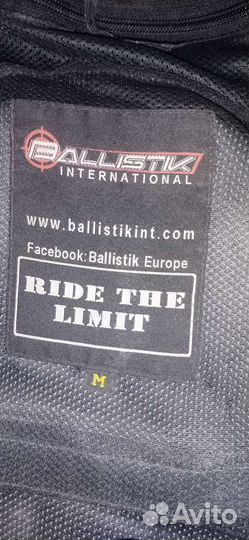 BALLISTIK
INTERNATIONAL
www.ballistikint.com
Facebook: Ballistik Europe
RIDE THE
LIMIT
M
Avito